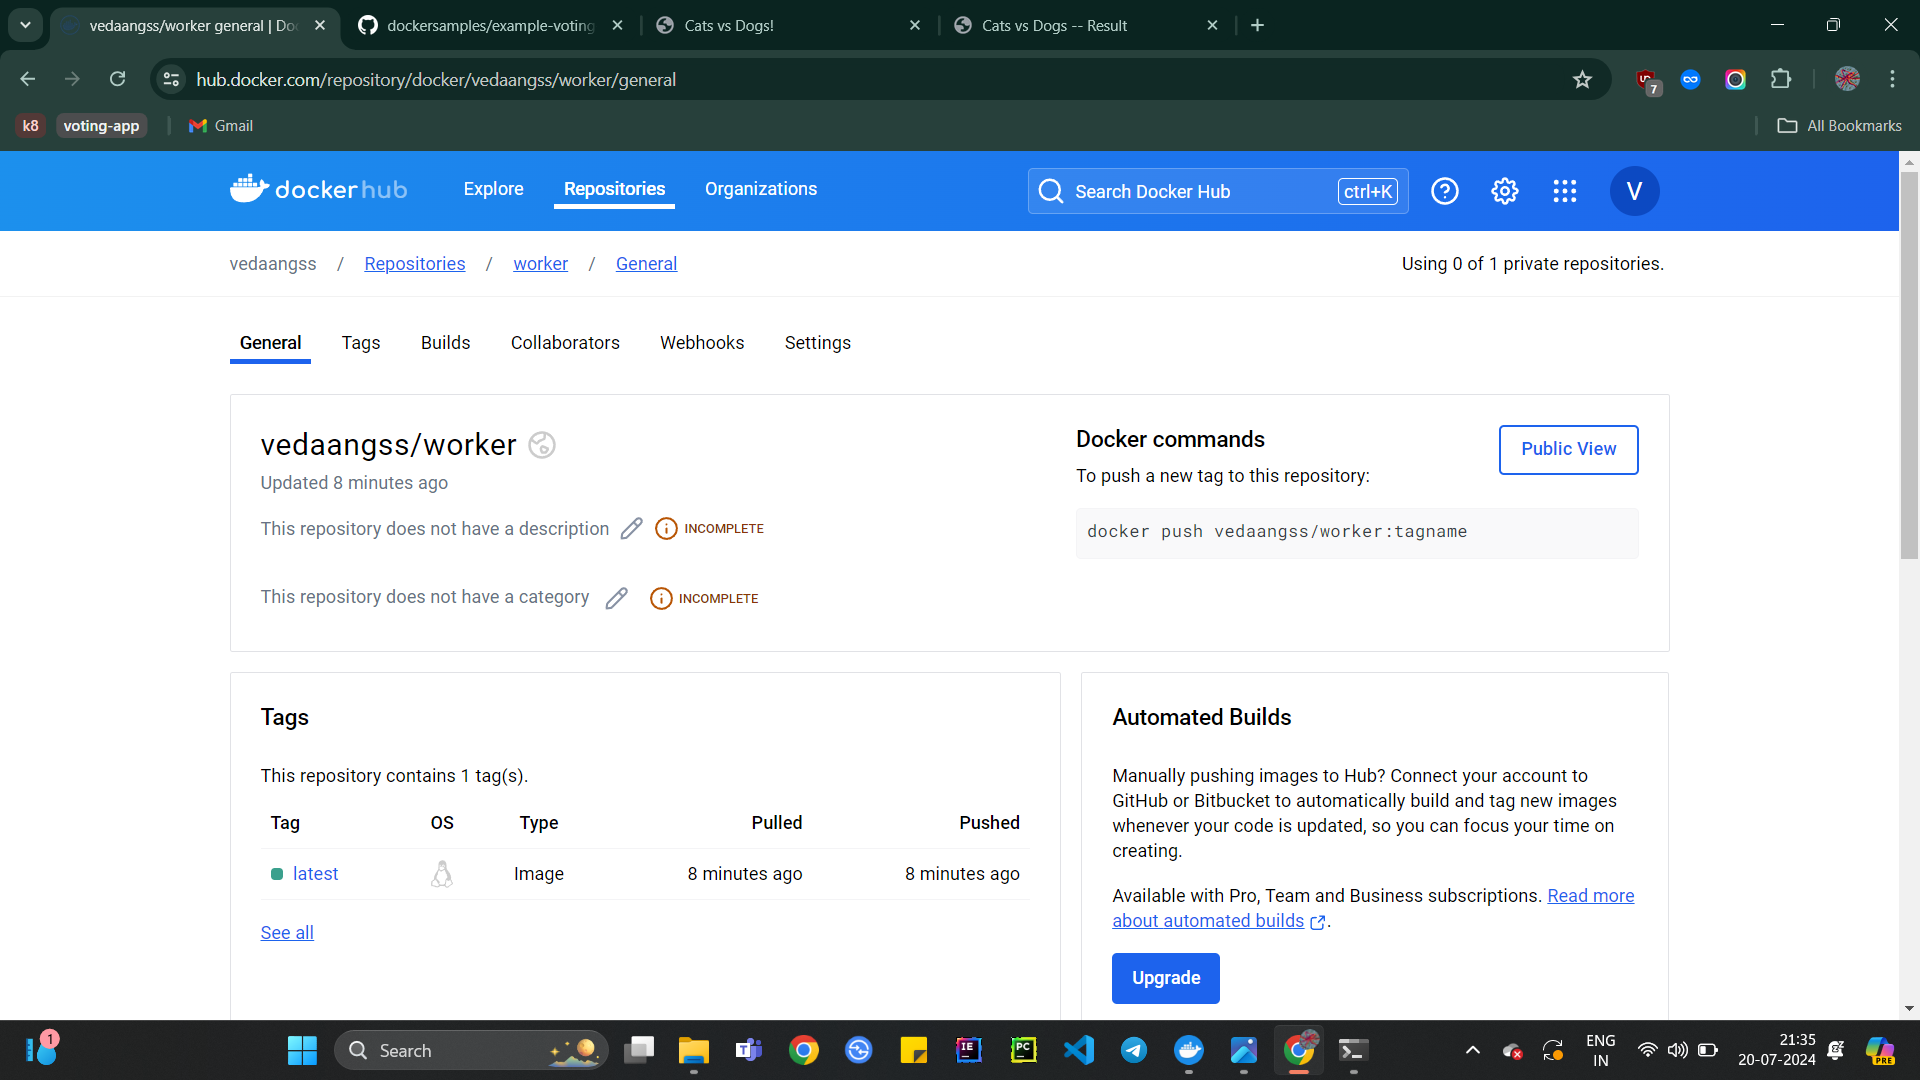 vedaangss/worker general | Do
dockersamples/example-voting
Cats vs Dogs!
Cats vs Dogs -- Result
hub.docker.com/repository/docker/vedaangss/worker/general
7
k8
voting-app
Gmail
All Bookmarks
dockerhub
Explore
Repositories
Organizations
Search Docker Hub
ctrl+K
V
vedaangss / Repositories / worker / General
Using 0 of 1 private repositories.
General
Tags
Builds
Collaborators
Webhooks
Settings
vedaangss/worker
Updated 8 minutes ago
This repository does not have a description
INCOMPLETE
This repository does not have a category
INCOMPLETE
Docker commands
To push a new tag to this repository:
Public View
docker push vedaangss/worker:tagname
Tags
This repository contains 1 tag(s).
Tag OS Type Pulled Pushed
latest Image 8 minutes ago 8 minutes ago
See all
Automated Builds
Manually pushing images to Hub? Connect your account to
GitHub or Bitbucket to automatically build and tag new images
whenever your code is updated, so you can focus your time on
creating.
Available with Pro, Team and Business subscriptions. Read more
about automated builds .
Upgrade
1
Search
IE
PC
ENG
IN
21:35
20-07-2024
PRE